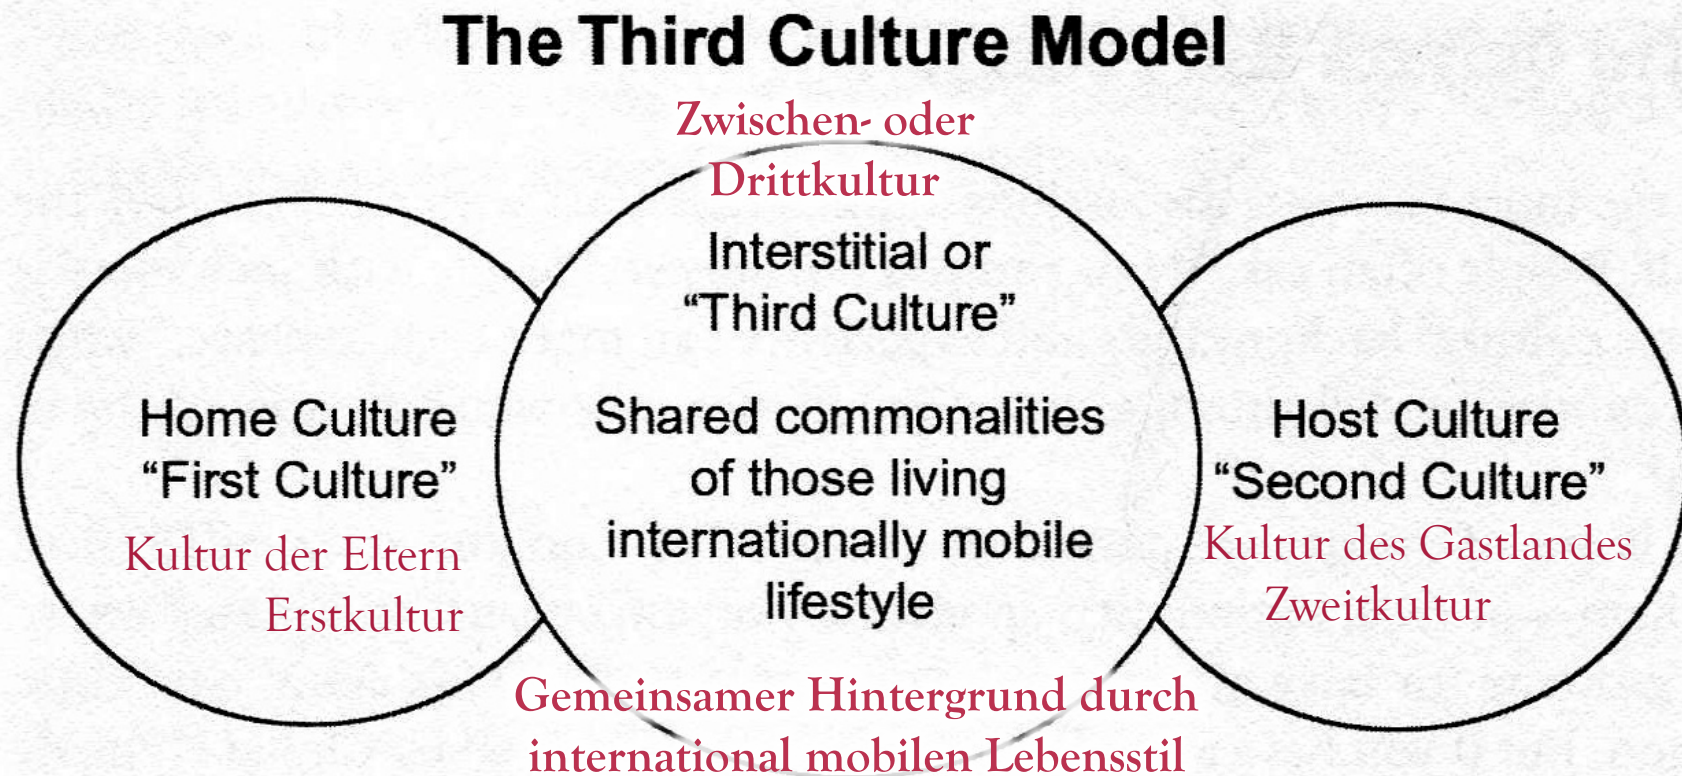 The Third Culture Model
Zwischen- oder
Drittkultur
Interstitial or
“Third Culture”
Shared commonalities
of those living
internationally mobile
lifestyle
Gemeinsamer Hintergrund durch
international mobilen Lebensstil
Home Culture
“First Culture”
Kultur der Eltern
Erstkultur
Host Culture
“Second Culture”
Kultur des Gastlandes
Zweitkultur